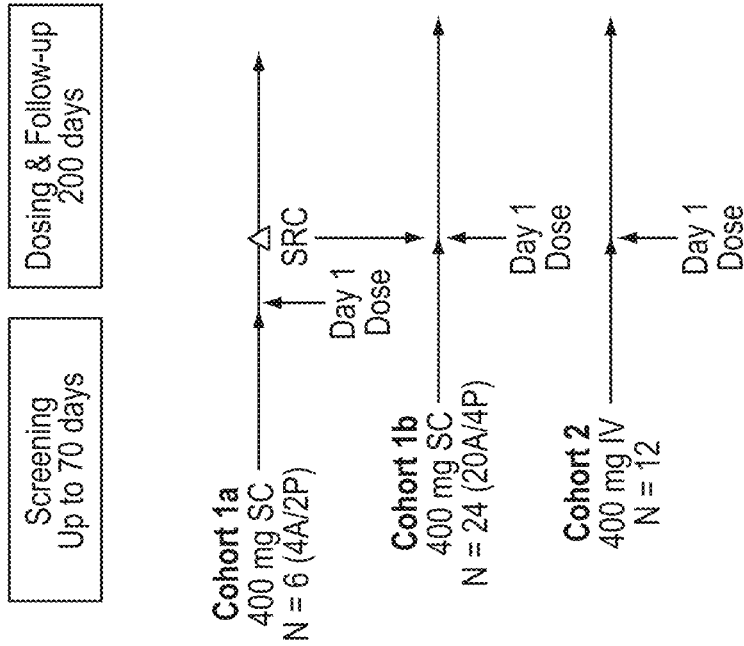 Screening
Up to 70 days
Dosing & Follow-up
200 days
Cohort 1a
400 mg SC
N = 6 (4A/2P)
Day 1
Dose
SRC
Cohort 1b
400 mg SC
N = 24 (20A/4P)
Day 1
Dose
Cohort 2
400 mg IV
N = 12
Day 1
Dose